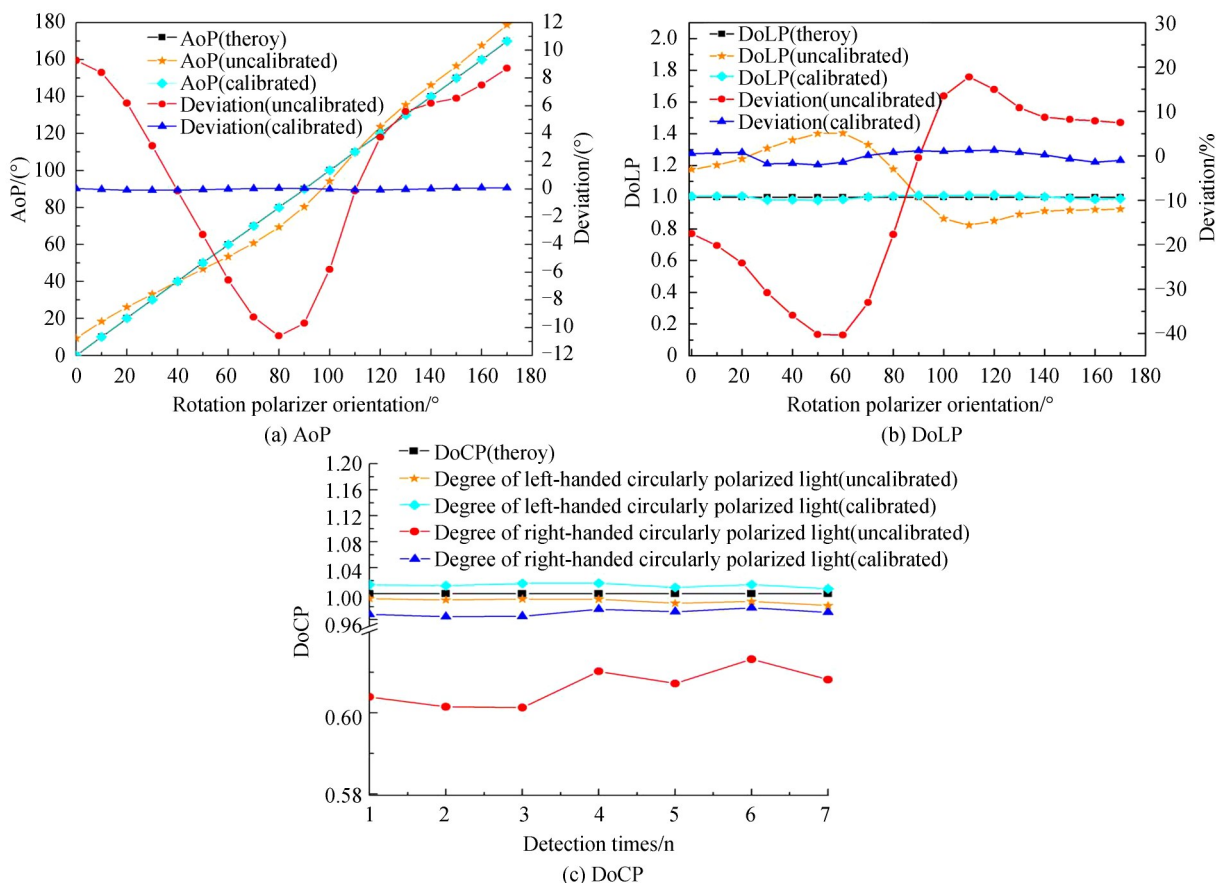 180
160
140
120
100
80
60
40
20
0
AoP/(°)
AoP(theroy)
AoP(uncalibrated)
AoP(calibrated)
Deviation(uncalibrated)
Deviation(calibrated)
12
10
8
6
4
2
0
−2
−4
−6
−8
−10
−12
Deviation/(°)
0 20 40 60 80 100 120 140 160 180
Rotation polarizer orientation/°
(a) AoP
2.0
1.8
1.6
1.4
1.2
1.0
0.8
0.6
0.4
0.2
0
DoLP
DoLP(theroy)
DoLP(uncalibrated)
DoLP(calibrated)
Deviation(uncalibrated)
Deviation(calibrated)
30
20
10
0
−10
−20
−30
−40
Deviation/%
0 20 40 60 80 100 120 140 160 180
Rotation polarizer orientation/°
(b) DoLP
DoCP(theroy)
Degree of left-handed circularly polarized light(uncalibrated)
Degree of left-handed circularly polarized light(calibrated)
Degree of right-handed circularly polarized light(uncalibrated)
Degree of right-handed circularly polarized light(calibrated)
1.20
1.16
1.12
1.08
1.04
1.00
0.96
0.60
0.58
DoCP
1 2 3 4 5 6 7
Detection times/n
(c) DoCP